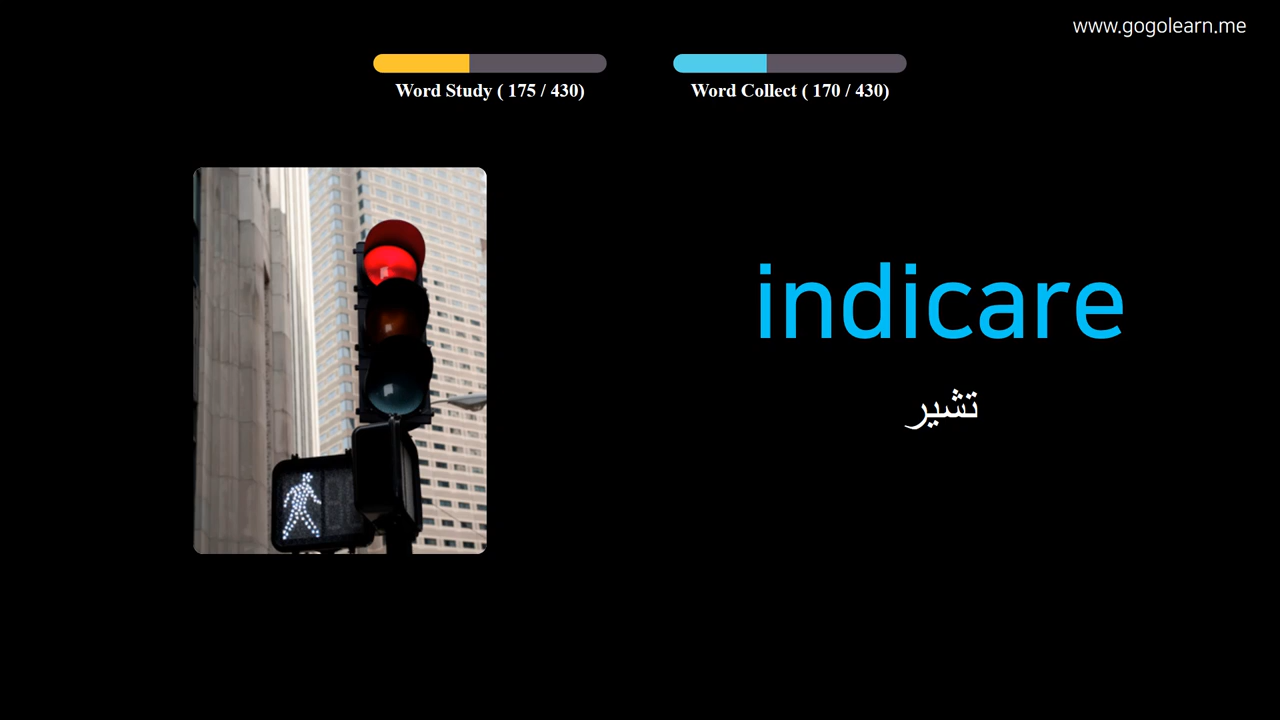 www.gogolearn.me
Word Study ( 175 / 430)
Word Collect ( 170 / 430)
indicare
تشير